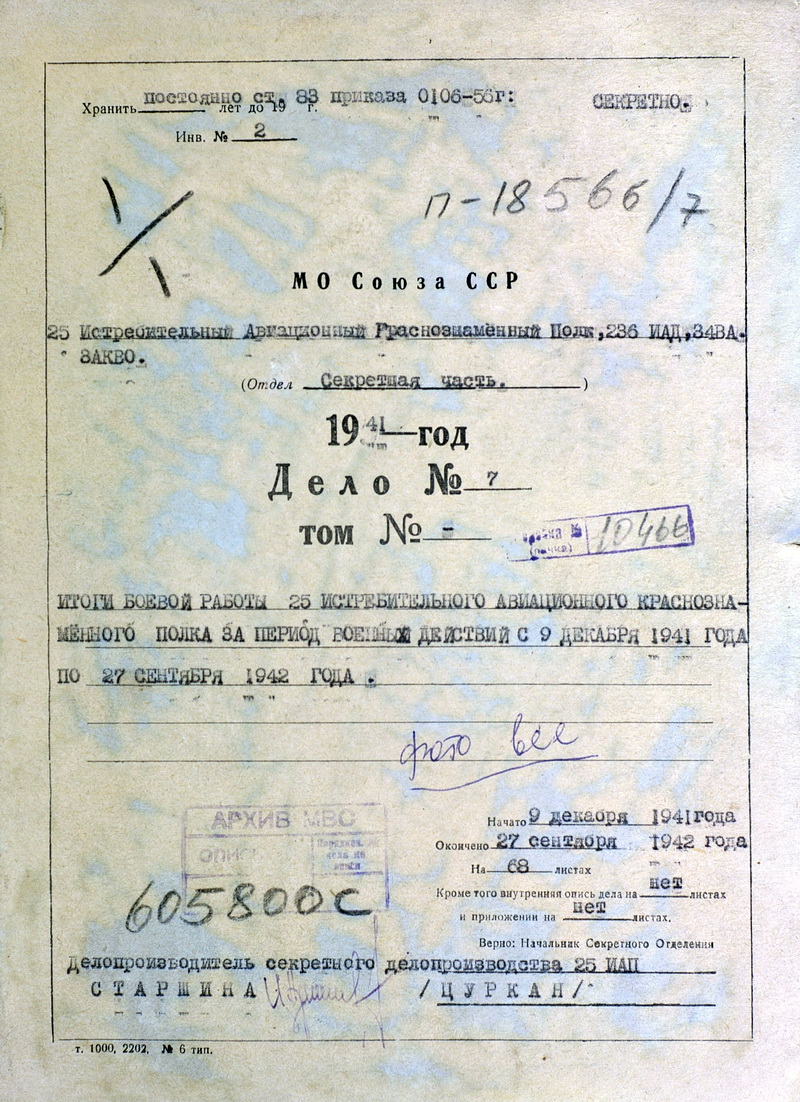 постоянно ст. 83 приказа 0106-56г: СЕКРЕТНО.
Хранить лет до 19 г.
Инв. № 2
п-18566/7
МО Союза ССР
25 Истребительный Авиационный Краснознамённый Полк,236 ИАД,34ВА.
ЗАКВО.
(Отдел Секретная часть. )
1941 год
Дело № 7
том № -
10466
ИТОГИ БОЕВОЙ РАБОТЫ 25 ИСТРЕБИТЕЛЬНОГО АВИАЦИОННОГО КРАСНОЗНА-
МЁННОГО ПОЛКА ЗА ПЕРИОД ВОЕННЫХ ДЕЙСТВИЙ С 9 ДЕКАБРЯ 1941 ГОДА
ПО 27 СЕНТЯБРЯ 1942 ГОДА .
фото все
Начато 9 декабря 1941года
Окончено 27 сентября 1942 года
На 68 листах
Кроме того внутренняя опись дела на нет листах
и приложении на нет листах.
АРХИВ МВС
ОПИСЬ
605800с
Верно: Начальник Секретного Отделения
Делопроизводитель секретного делопроизводства 25 ИАП
СТАРШИНА /ЦУРКАН/
т. 1000, 2202, № 6 тип.